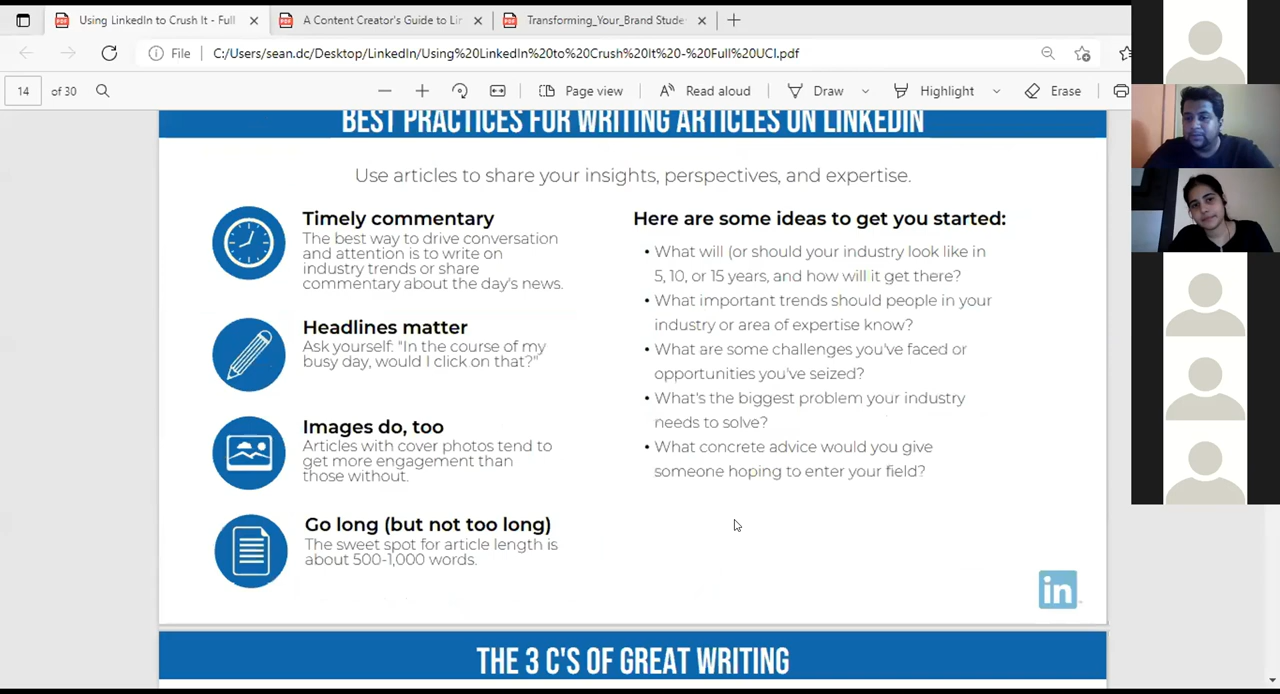 Using LinkedIn to Crush It - Full
A Content Creator's Guide to Lin
Transforming_Your_Brand Stude
File
C:/Users/sean.dc/Desktop/LinkedIn/Using%20LinkedIn%20to%20Crush%20It%20-%20Full%20UCI.pdf
14
of 30
Page view
Read aloud
Draw
Highlight
Erase
BEST PRACTICES FOR WRITING ARTICLES ON LINKEDIN
Use articles to share your insights, perspectives, and expertise.
Timely commentary
The best way to drive conversation
and attention is to write on
industry trends or share
commentary about the day's news.
Headlines matter
Ask yourself: "In the course of my
busy day, would I click on that?"
Images do, too
Articles with cover photos tend to
get more engagement than
those without.
Go long (but not too long)
The sweet spot for article length is
about 500-1,000 words.
Here are some ideas to get you started:
• What will (or should your industry look like in
5, 10, or 15 years, and how will it get there?
• What important trends should people in your
industry or area of expertise know?
• What are some challenges you've faced or
opportunities you've seized?
• What's the biggest problem your industry
needs to solve?
• What concrete advice would you give
someone hoping to enter your field?
in
THE 3 C'S OF GREAT WRITING